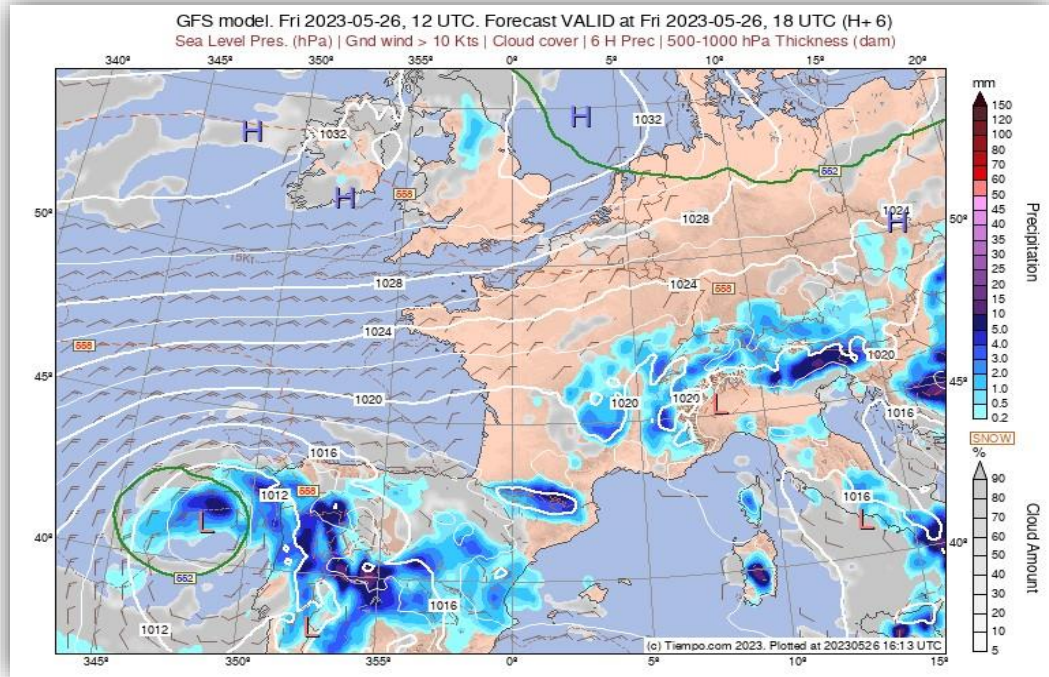 GFS model. Fri 2023-05-26, 12 UTC. Forecast VALID at Fri 2023-05-26, 18 UTC (H+ 6)
Sea Level Pres. (hPa) | Gnd wind > 10 Kts | Cloud cover | 6 H Prec | 500-1000 hPa Thickness (dam)
340º 345º 350º 355º 0º 5º 10º 15º 20º
mm
150
120
100
80
70
60
50
45
40
35
30
25
20
15
10
5.0
4.0
3.0
2.0
1.0
0.5
0.2
Precipitation
SNOW
%
90
80
70
60
50
40
30
20
10
5
Cloud Amount
H
1032
H
1032
552
H
558
50º
1028
1024
H
50º
15Kt
1028
1024
558
1024
558
1020
45º
1020
1020
1020
L
45º
1016
1016
1012
558
1016
L
L
40º
40º
552
1016
1012
L
(c) Tiempo.com 2023. Plotted at 20230526 16:13 UTC
345º 350º 355º 0º 5º 10º 15º